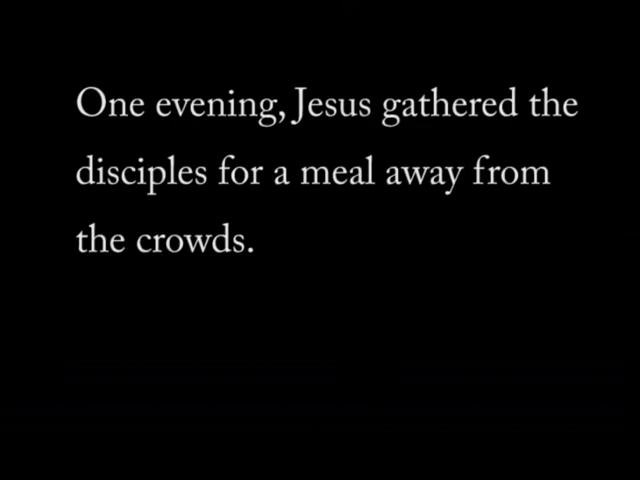 One evening, Jesus gathered the
disciples for a meal away from
the crowds.